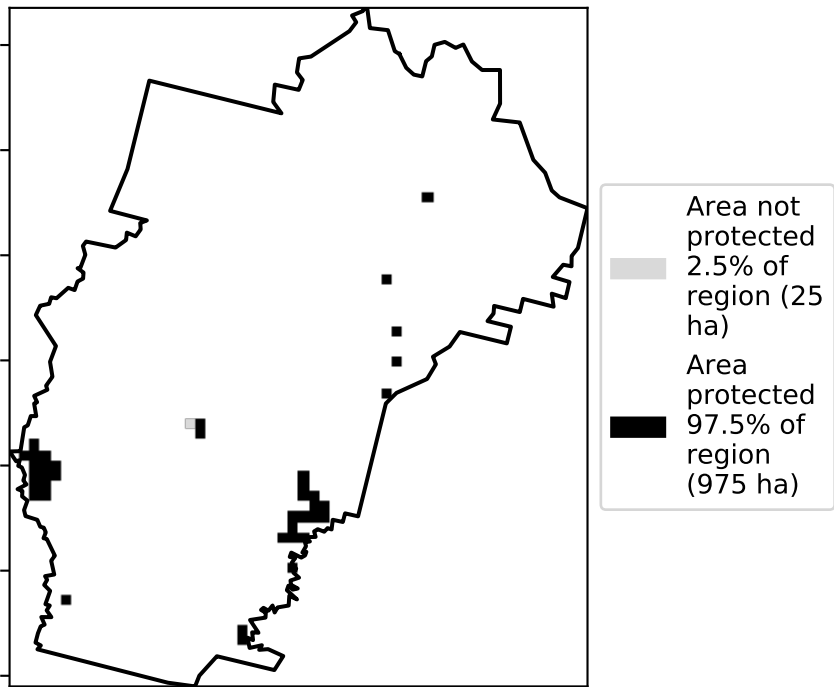 Area not
protected
2.5% of
region (25
ha)
Area
protected
97.5% of
region
(975 ha)